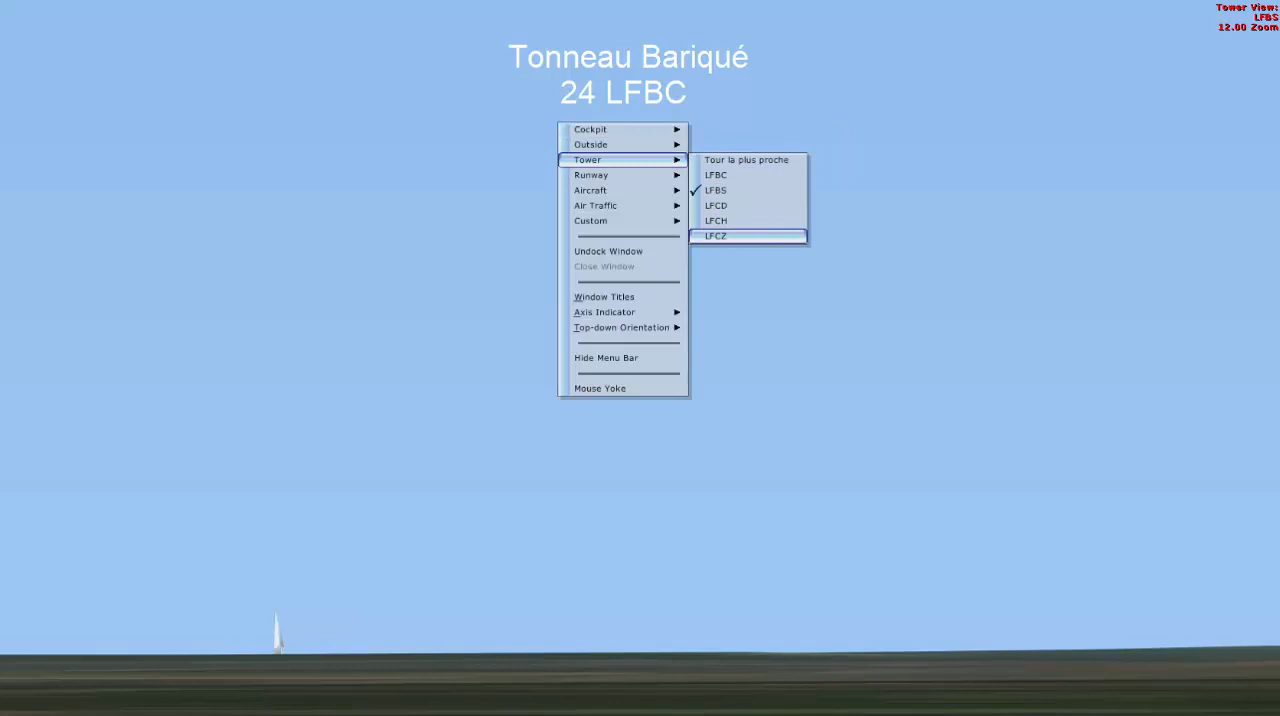 Tower View:
LFBS
12.00 Zoom
Tonneau Bariqué
24 LFBC
Cockpit
Outside
Tower
Runway
Aircraft
Air Traffic
Custom
Undock Window
Close Window
Window Titles
Axis Indicator
Top-down Orientation
Hide Menu Bar
Mouse Yoke
Tour la plus proche
LFBC
LFBS
LFCD
LFCH
LFCZ